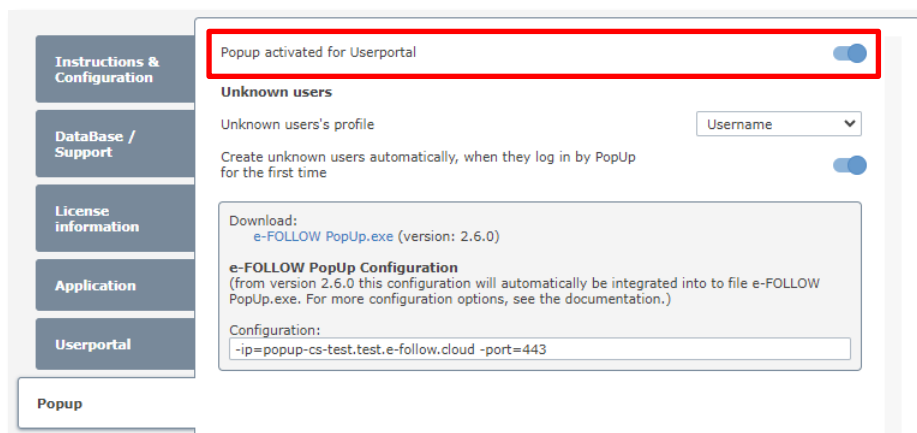 Instructions &
Configuration
DataBase /
Support
License
information
Application
Userportal
Popup
Popup activated for Userportal
Unknown users
Unknown users's profile
Username
Create unknown users automatically, when they log in by PopUp
for the first time
Download:
e-FOLLOW PopUp.exe (version: 2.6.0)
e-FOLLOW PopUp Configuration
(from version 2.6.0 this configuration will automatically be integrated into to file e-FOLLOW
PopUp.exe. For more configuration options, see the documentation.)
Configuration:
-ip=popup-cs-test.test.e-follow.cloud -port=443